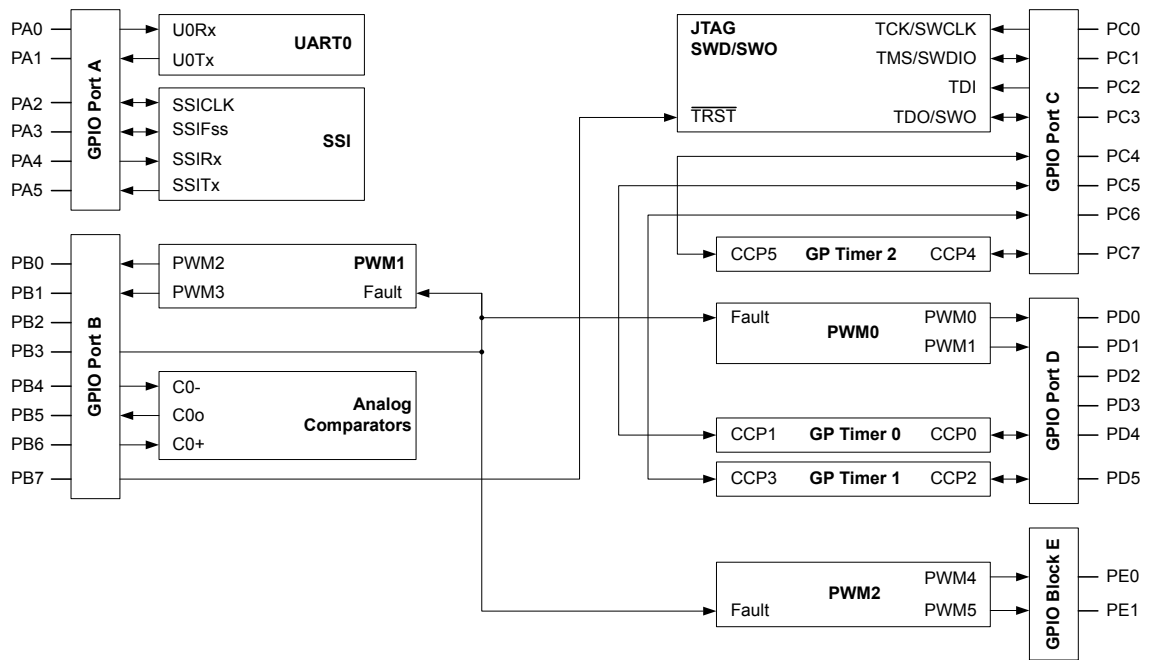 PA0
PA1
PA2
PA3
PA4
PA5
GPIO Port A
U0Rx
U0Tx
UART0
SSICLK
SSIFss
SSIRx
SSITx
SSI
PB0
PB1
PB2
PB3
PB4
PB5
PB6
PB7
GPIO Port B
PWM2
PWM3
PWM1
Fault
C0-
C0o
C0+
Analog
Comparators
JTAG
SWD/SWO
TRST
TCK/SWCLK
TMS/SWDIO
TDI
TDO/SWO
GPIO Port C
PC0
PC1
PC2
PC3
PC4
PC5
PC6
PC7
CCP5 GP Timer 2 CCP4
Fault
PWM0
PWM0
PWM1
CCP1 GP Timer 0 CCP0
CCP3 GP Timer 1 CCP2
GPIO Port D
PD0
PD1
PD2
PD3
PD4
PD5
Fault
PWM2
PWM4
PWM5
GPIO Block E
PE0
PE1